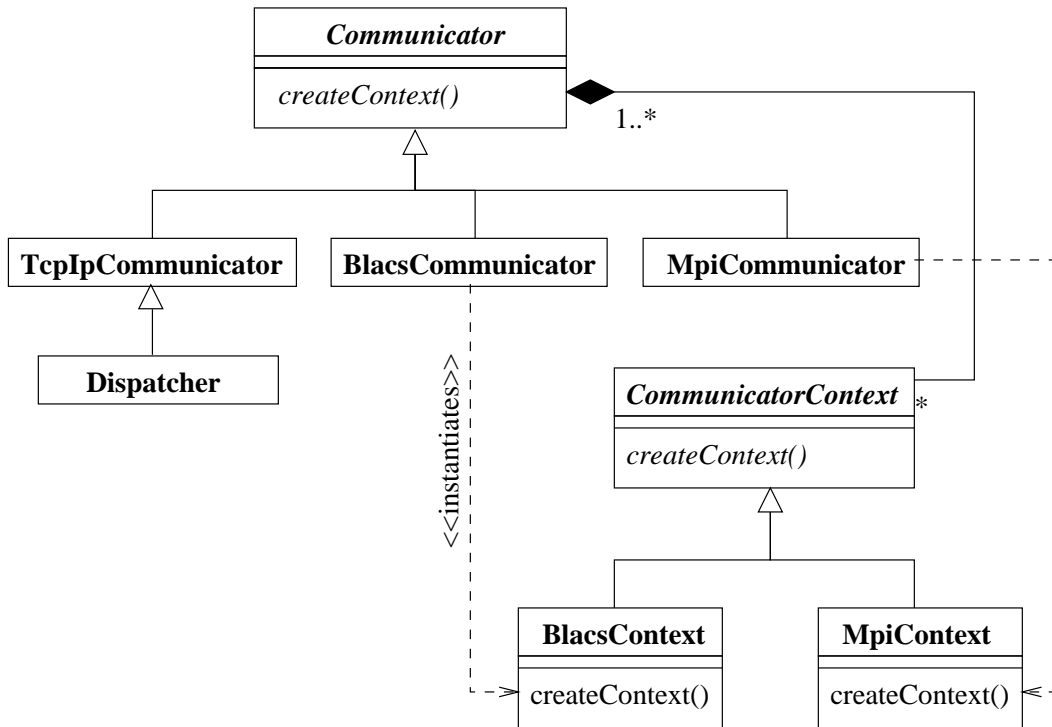 Communicator
createContext()
1..*
TcpIpCommunicator
BlacsCommunicator
MpiCommunicator
Dispatcher
<<instantiates>>
CommunicatorContext
*
createContext()
BlacsContext
MpiContext
createContext()
createContext()